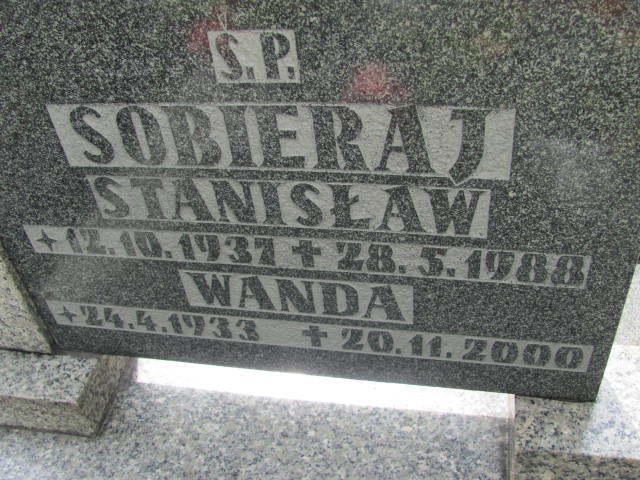 Ś.P.
SOBIERAJ
STANISŁAW
✶12.10.1937 ✝ 28.5.1988
WANDA
✶24.4.1933 ✝ 20.11.2000